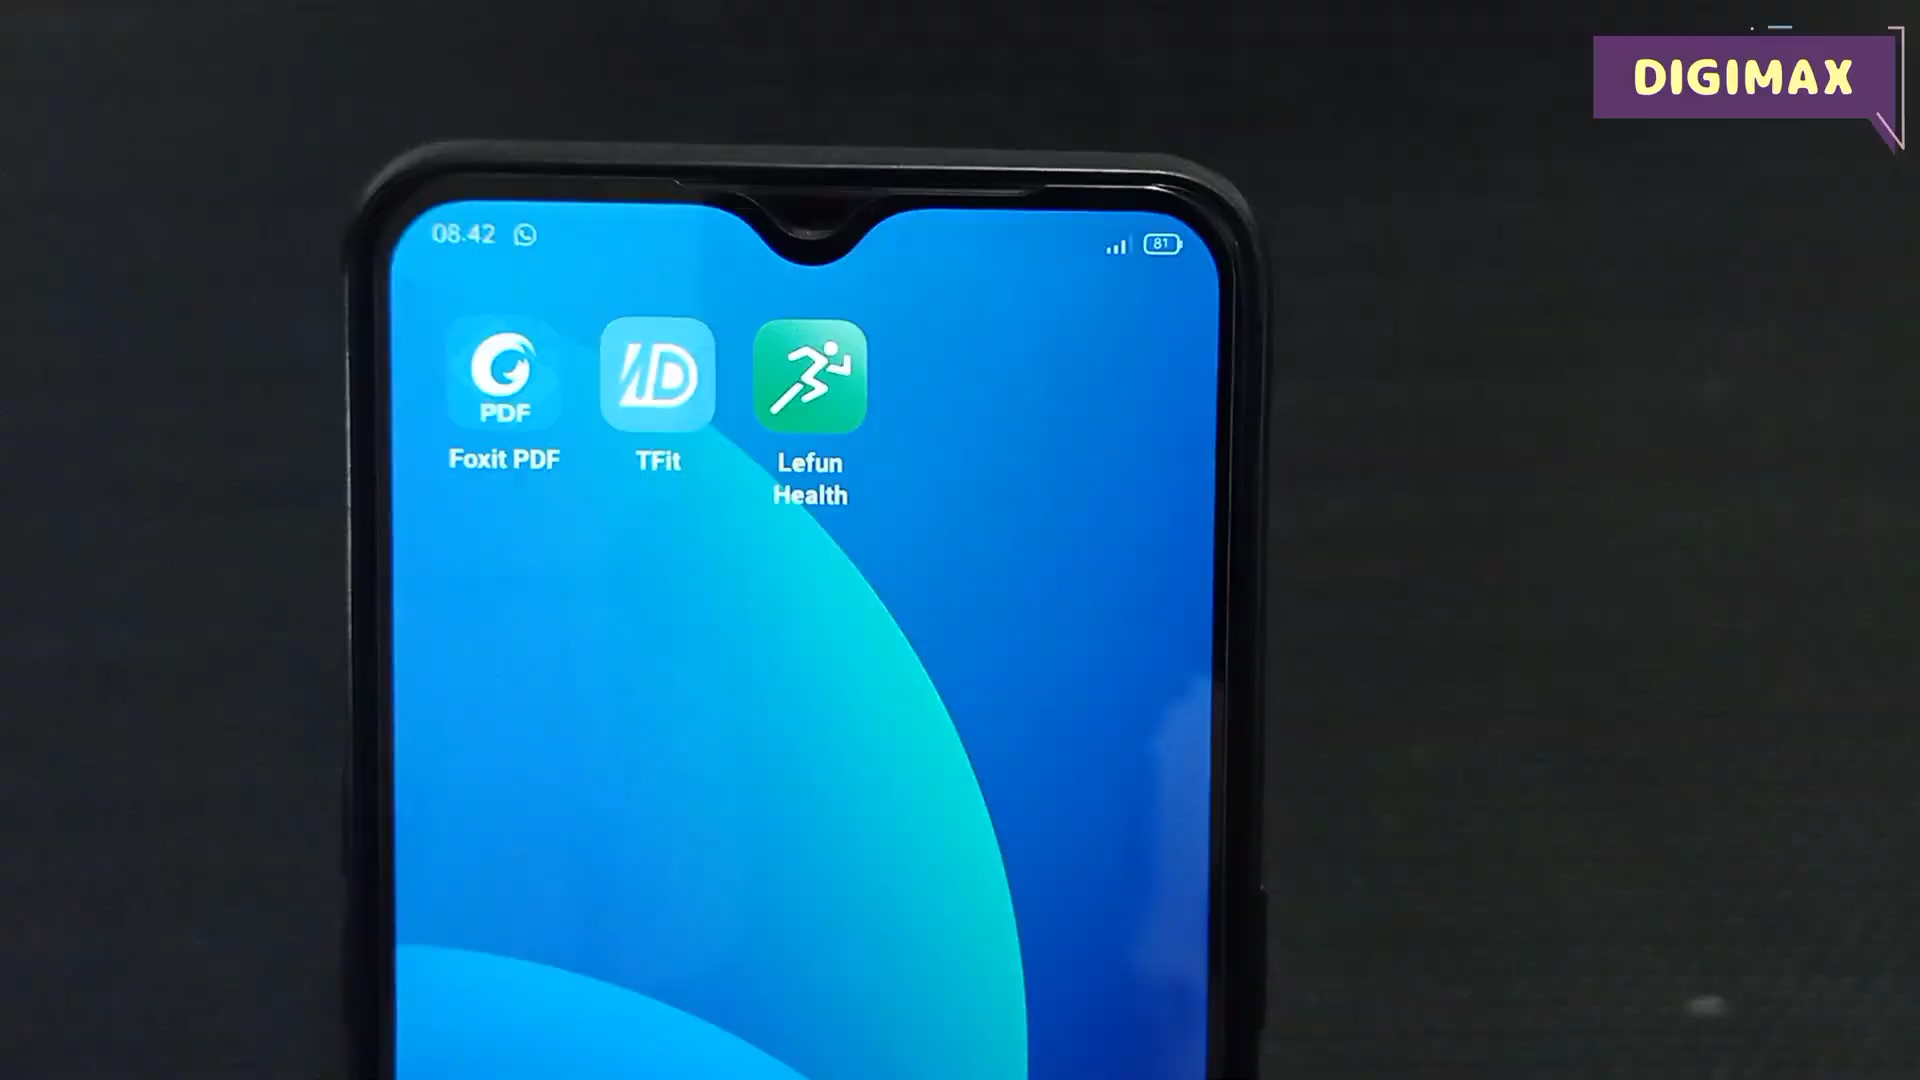 DIGIMAX
08.42
81
PDF
Foxit PDF
TFit
Lefun
Health